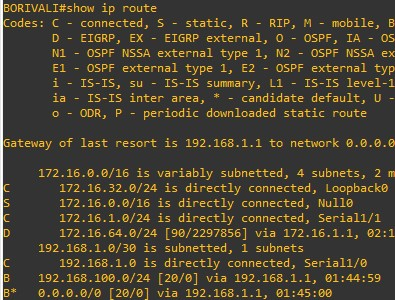 BORIVALI#show ip route
Codes: C - connected, S - static, R - RIP, M - mobile, B
D - EIGRP, EX - EIGRP external, O - OSPF, IA - OS
N1 - OSPF NSSA external type 1, N2 - OSPF NSSA ex
E1 - OSPF external type 1, E2 - OSPF external typ
i - IS-IS, su - IS-IS summary, L1 - IS-IS level-1
ia - IS-IS inter area, * - candidate default, U -
o - ODR, P - periodic downloaded static route
Gateway of last resort is 192.168.1.1 to network 0.0.0.0
172.16.0.0/16 is variably subnetted, 4 subnets, 2 m
C 172.16.32.0/24 is directly connected, Loopback0
S 172.16.0.0/16 is directly connected, Null0
C 172.16.1.0/24 is directly connected, Serial1/1
D 172.16.64.0/24 [90/2297856] via 172.16.1.1, 02:1
192.168.1.0/30 is subnetted, 1 subnets
C 192.168.1.0 is directly connected, Serial1/0
B 192.168.100.0/24 [20/0] via 192.168.1.1, 01:44:59
B* 0.0.0.0/0 [20/0] via 192.168.1.1, 01:45:00